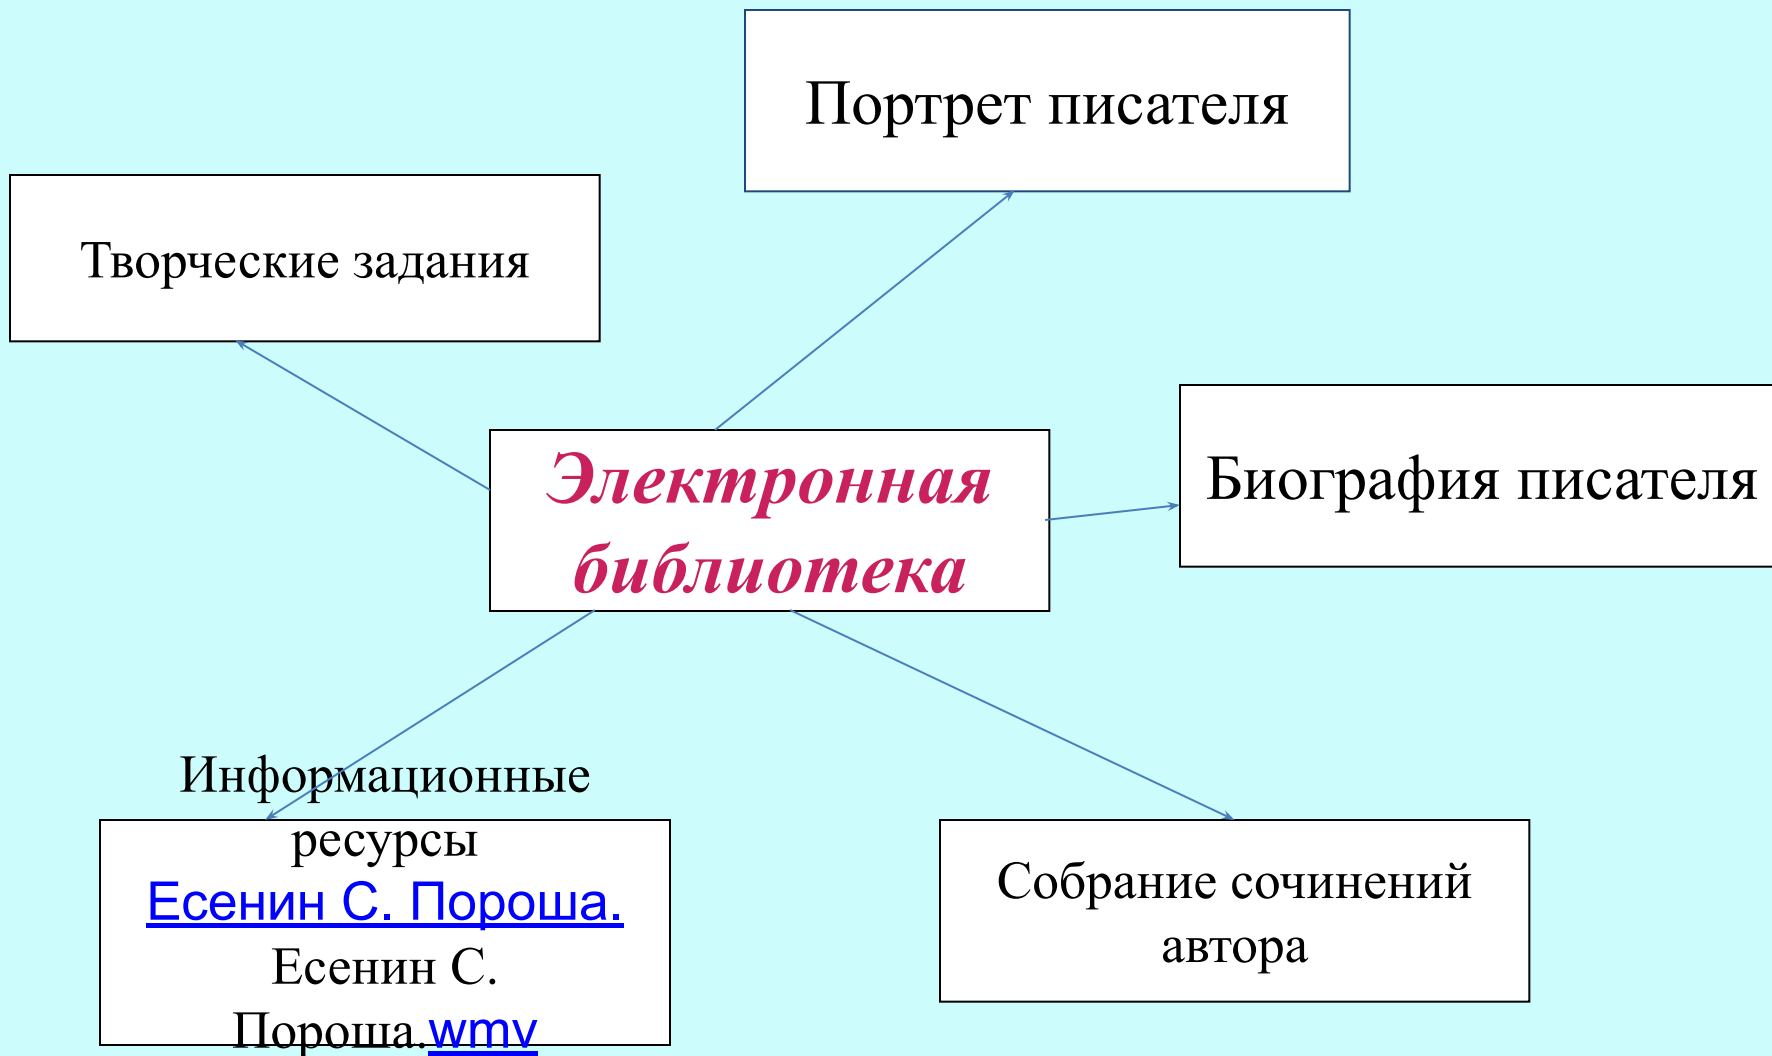 Портрет писателя
Творческие задания
Электронная
библиотека
Биография писателя
Информационные
ресурсы
Есенин С. Пороша.
Есенин С.
Пороша.wmv
Собрание сочинений
автора